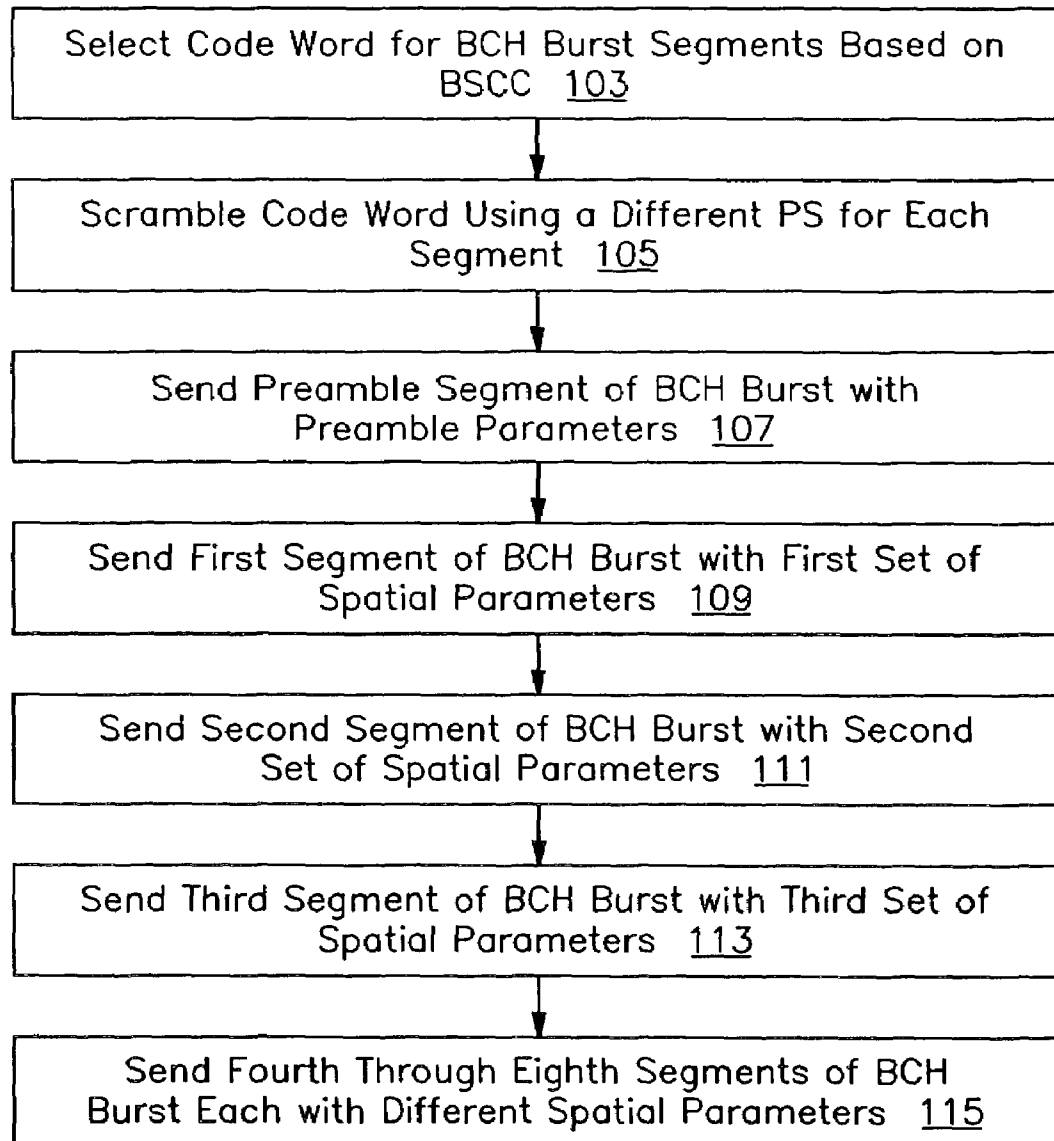 Select Code Word for BCH Burst Segments Based on
BSCC 103
Scramble Code Word Using a Different PS for Each
Segment 105
Send Preamble Segment of BCH Burst with
Preamble Parameters 107
Send First Segment of BCH Burst with First Set of
Spatial Parameters 109
Send Second Segment of BCH Burst with Second
Set of Spatial Parameters 111
Send Third Segment of BCH Burst with Third Set of
Spatial Parameters 113
Send Fourth Through Eighth Segments of BCH
Burst Each with Different Spatial Parameters 115